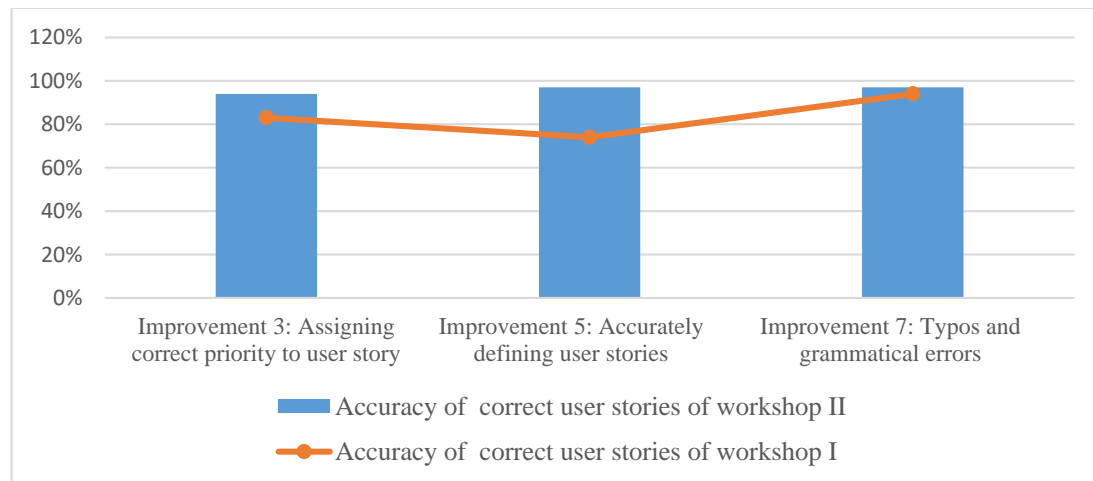 120%
100%
80%
60%
40%
20%
0%
Improvement 3: Assigning
correct priority to user story
Improvement 5: Accurately
defining user stories
Improvement 7: Typos and
grammatical errors
Accuracy of  correct user stories of workshop II
Accuracy of  correct user stories of workshop I